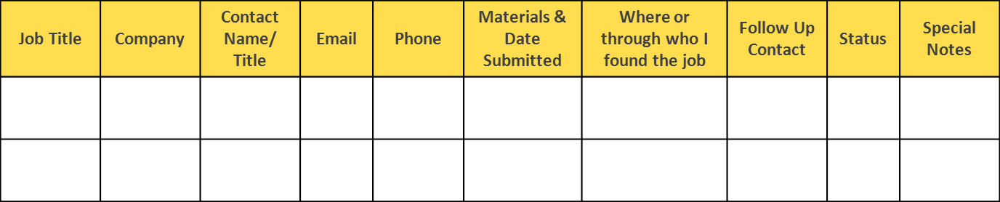 Job Title
Company
Contact
Name/
Title
Email
Phone
Materials &
Date
Submitted
Where or
through who I
found the job
Follow Up
Contact
Status
Special
Notes